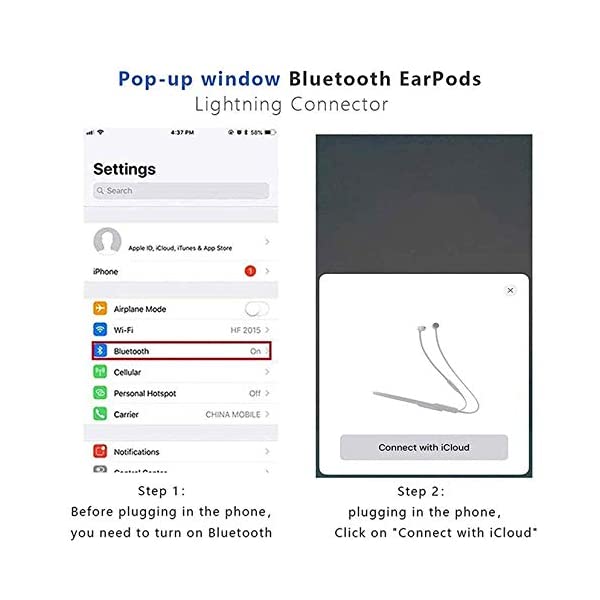 Pop-up window Bluetooth EarPods
Lightning Connector
4:37 PM
58%
Settings
Search
Apple ID, iCloud, iTunes & App Store
iPhone
1
Airplane Mode
Wi-Fi
HF 2015
Bluetooth
On
Cellular
Personal Hotspot
Off
Carrier
CHINA MOBILE
Notifications
Control Center
Connect with iCloud
Step 1:
Before plugging in the phone,
you need to turn on Bluetooth
Step 2:
plugging in the phone,
Click on "Connect with iCloud"